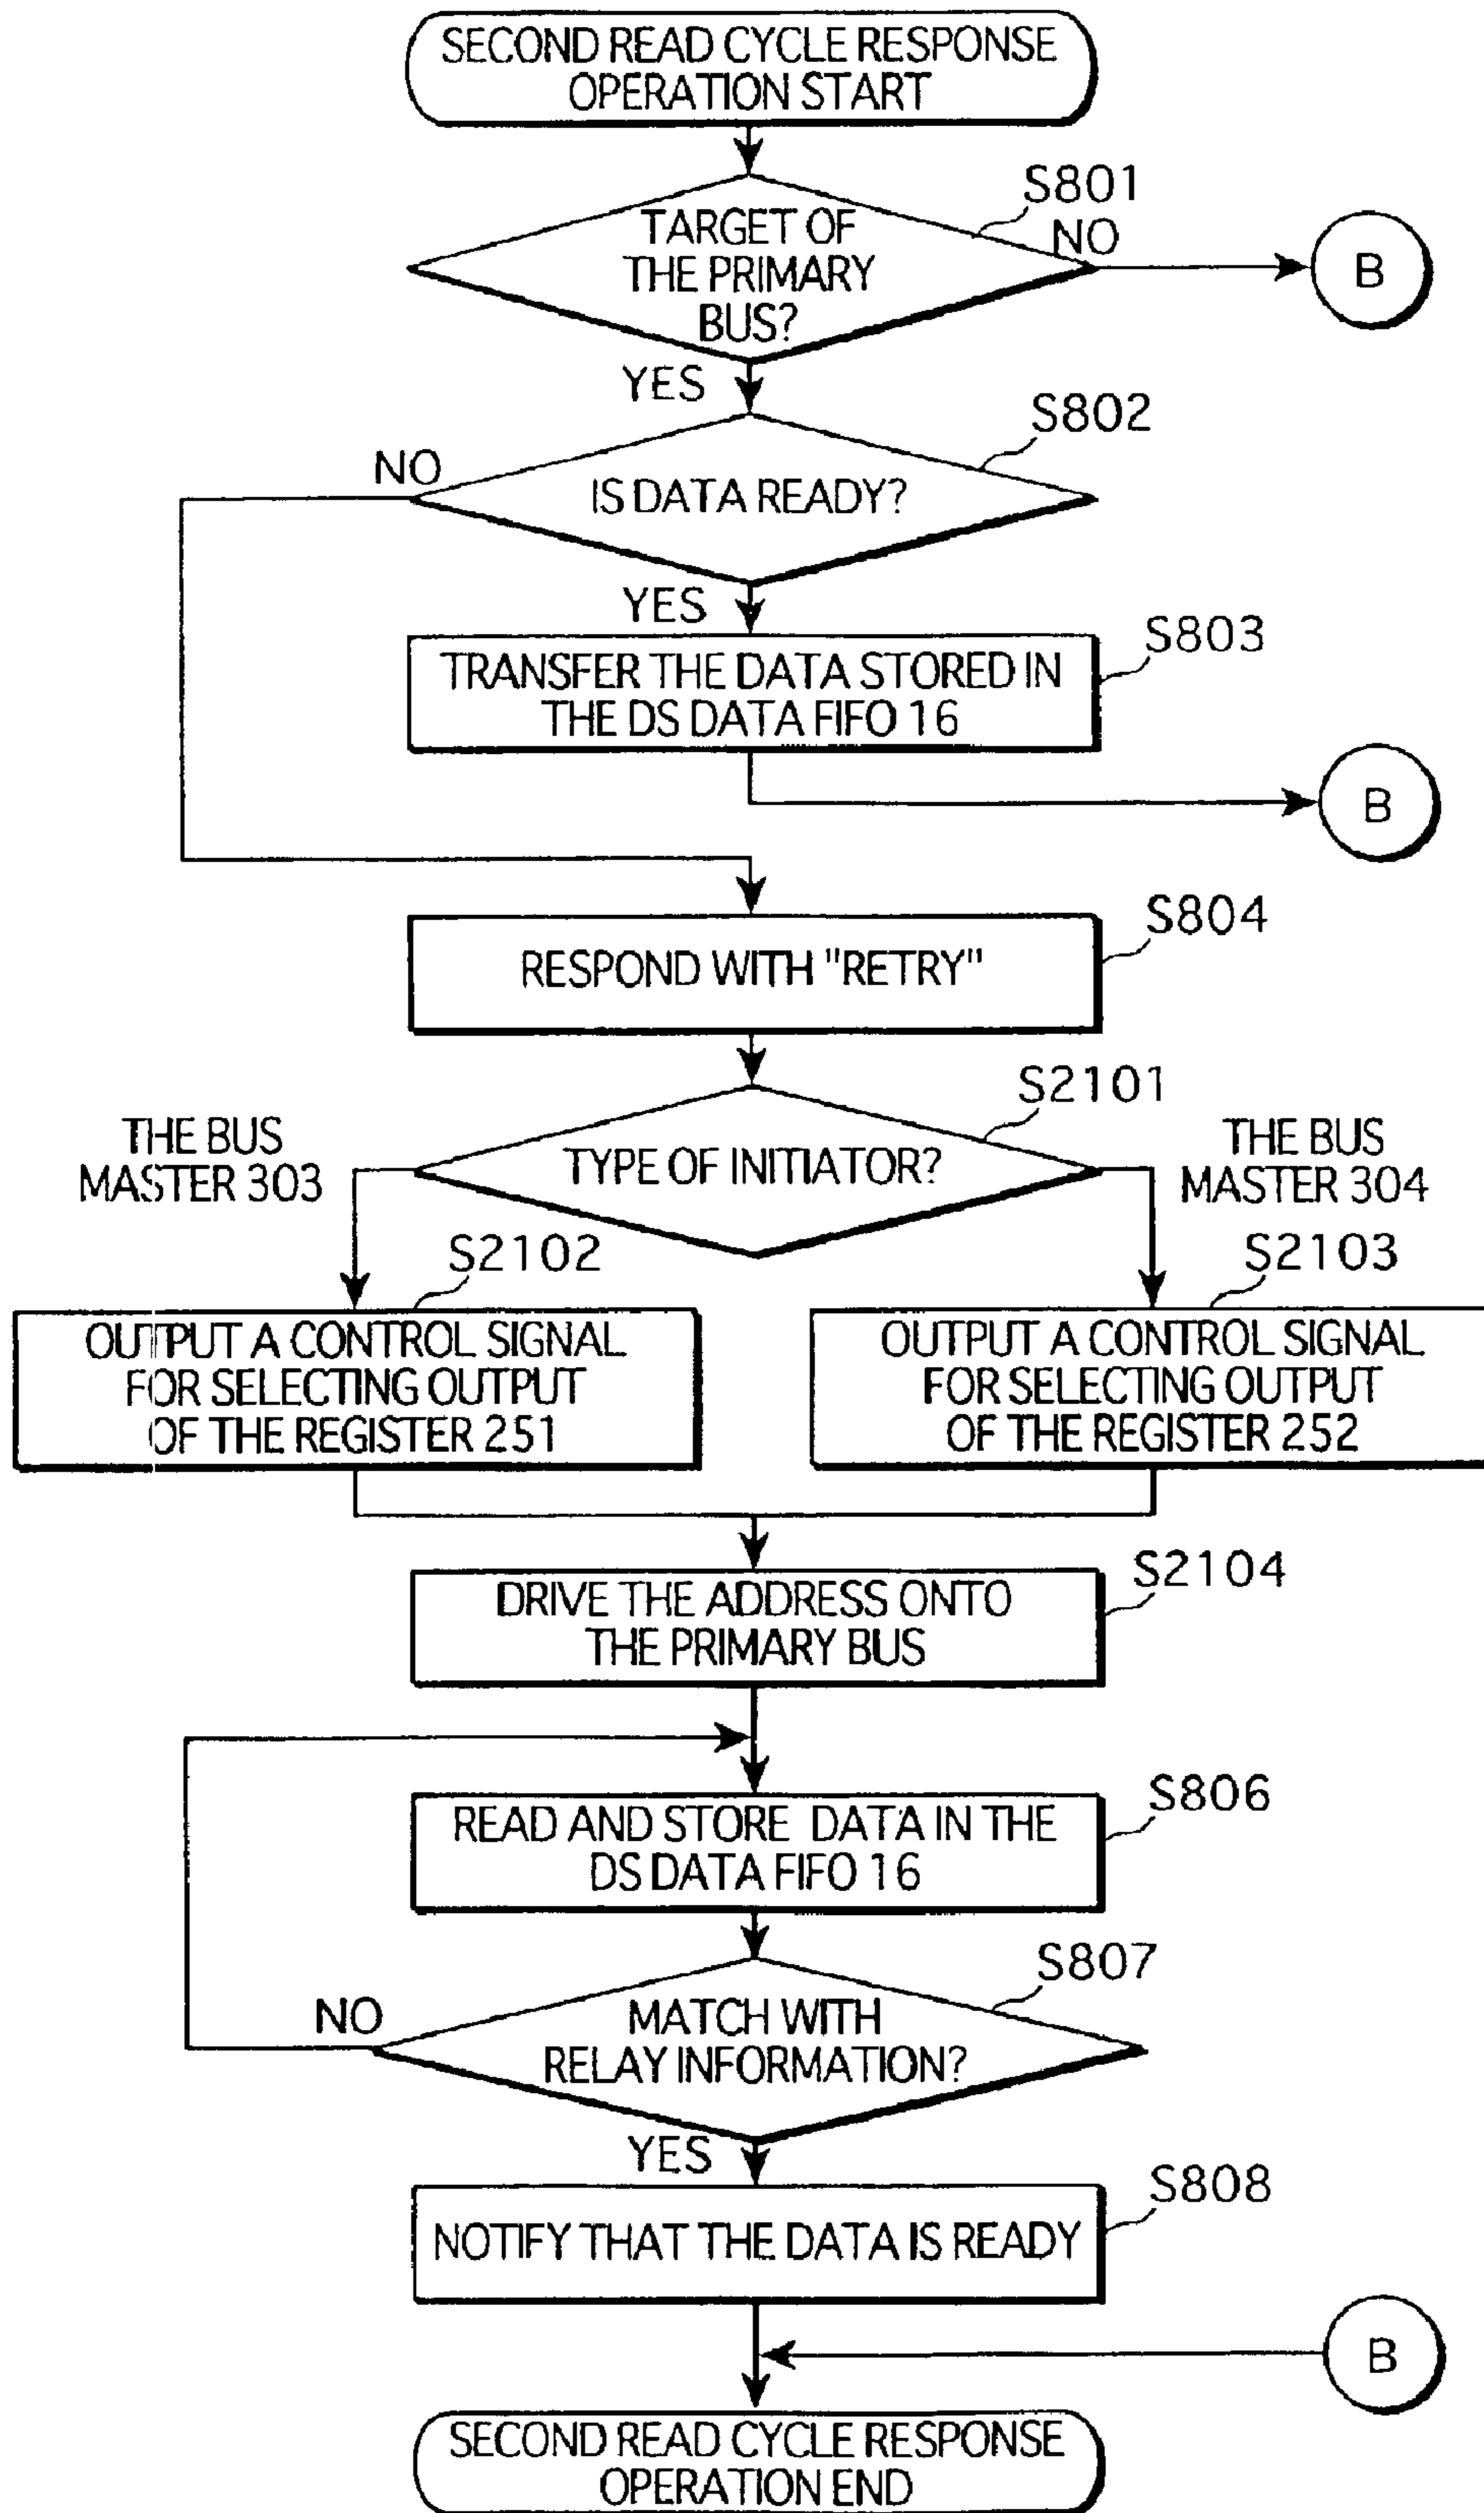 SECOND READ CYCLE RESPONSE
OPERATION START
S801
TARGET OF
THE PRIMARY
BUS?
NO
B
YES
S802
NO
IS DATA READY?
YES
S803
TRANSFER THE DATA STORED IN
THE DS DATA FIFO 16
B
S804
RESPOND WITH "RETRY"
S2101
THE BUS
MASTER 303
TYPE OF INITIATOR?
THE BUS
MASTER 304
S2102
S2103
OUTPUT A CONTROL SIGNAL
FOR SELECTING OUTPUT
OF THE REGISTER 251
OUTPUT A CONTROL SIGNAL
FOR SELECTING OUTPUT
OF THE REGISTER 252
S2104
DRIVE THE ADDRESS ONTO
THE PRIMARY BUS
S806
READ AND STORE DATA IN THE
DS DATA FIFO 16
S807
NO
MATCH WITH
RELAY INFORMATION?
YES
S808
NOTIFY THAT THE DATA IS READY
B
SECOND READ CYCLE RESPONSE
OPERATION END